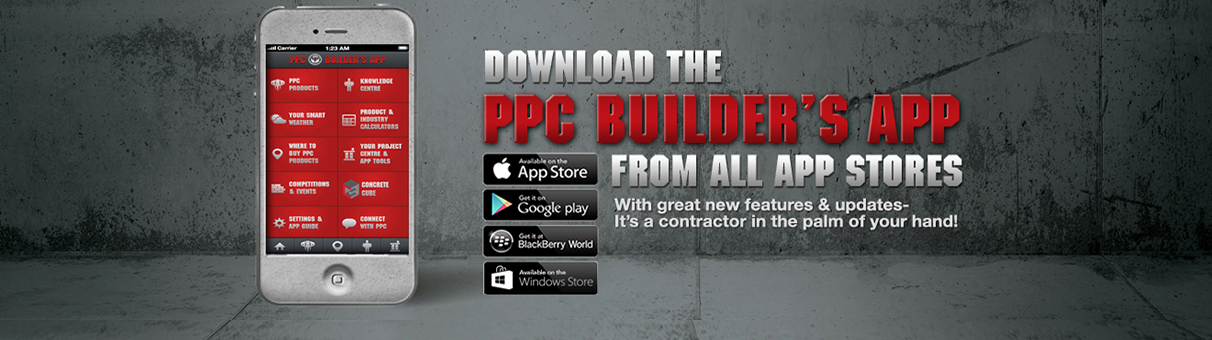 Carrier 1:23 AM
PPC BUILDER'S APP
PPC
PRODUCTS
KNOWLEDGE
CENTRE
YOUR SMART
WEATHER
PRODUCT &
INDUSTRY
CALCULATORS
WHERE TO
BUY PPC
PRODUCTS
YOUR PROJECT
CENTRE &
APP TOOLS
COMPETITIONS
& EVENTS
CONCRETE
CUBE
SETTINGS &
APP GUIDE
CONNECT
WITH PPC
DOWNLOAD THE
PPC BUILDER'S APP
FROM ALL APP STORES
Available on the
App Store
Get it on
Google play
Get it at
BlackBerry World
Available on the
Windows Store
With great new features & updates-
It's a contractor in the palm of your hand!